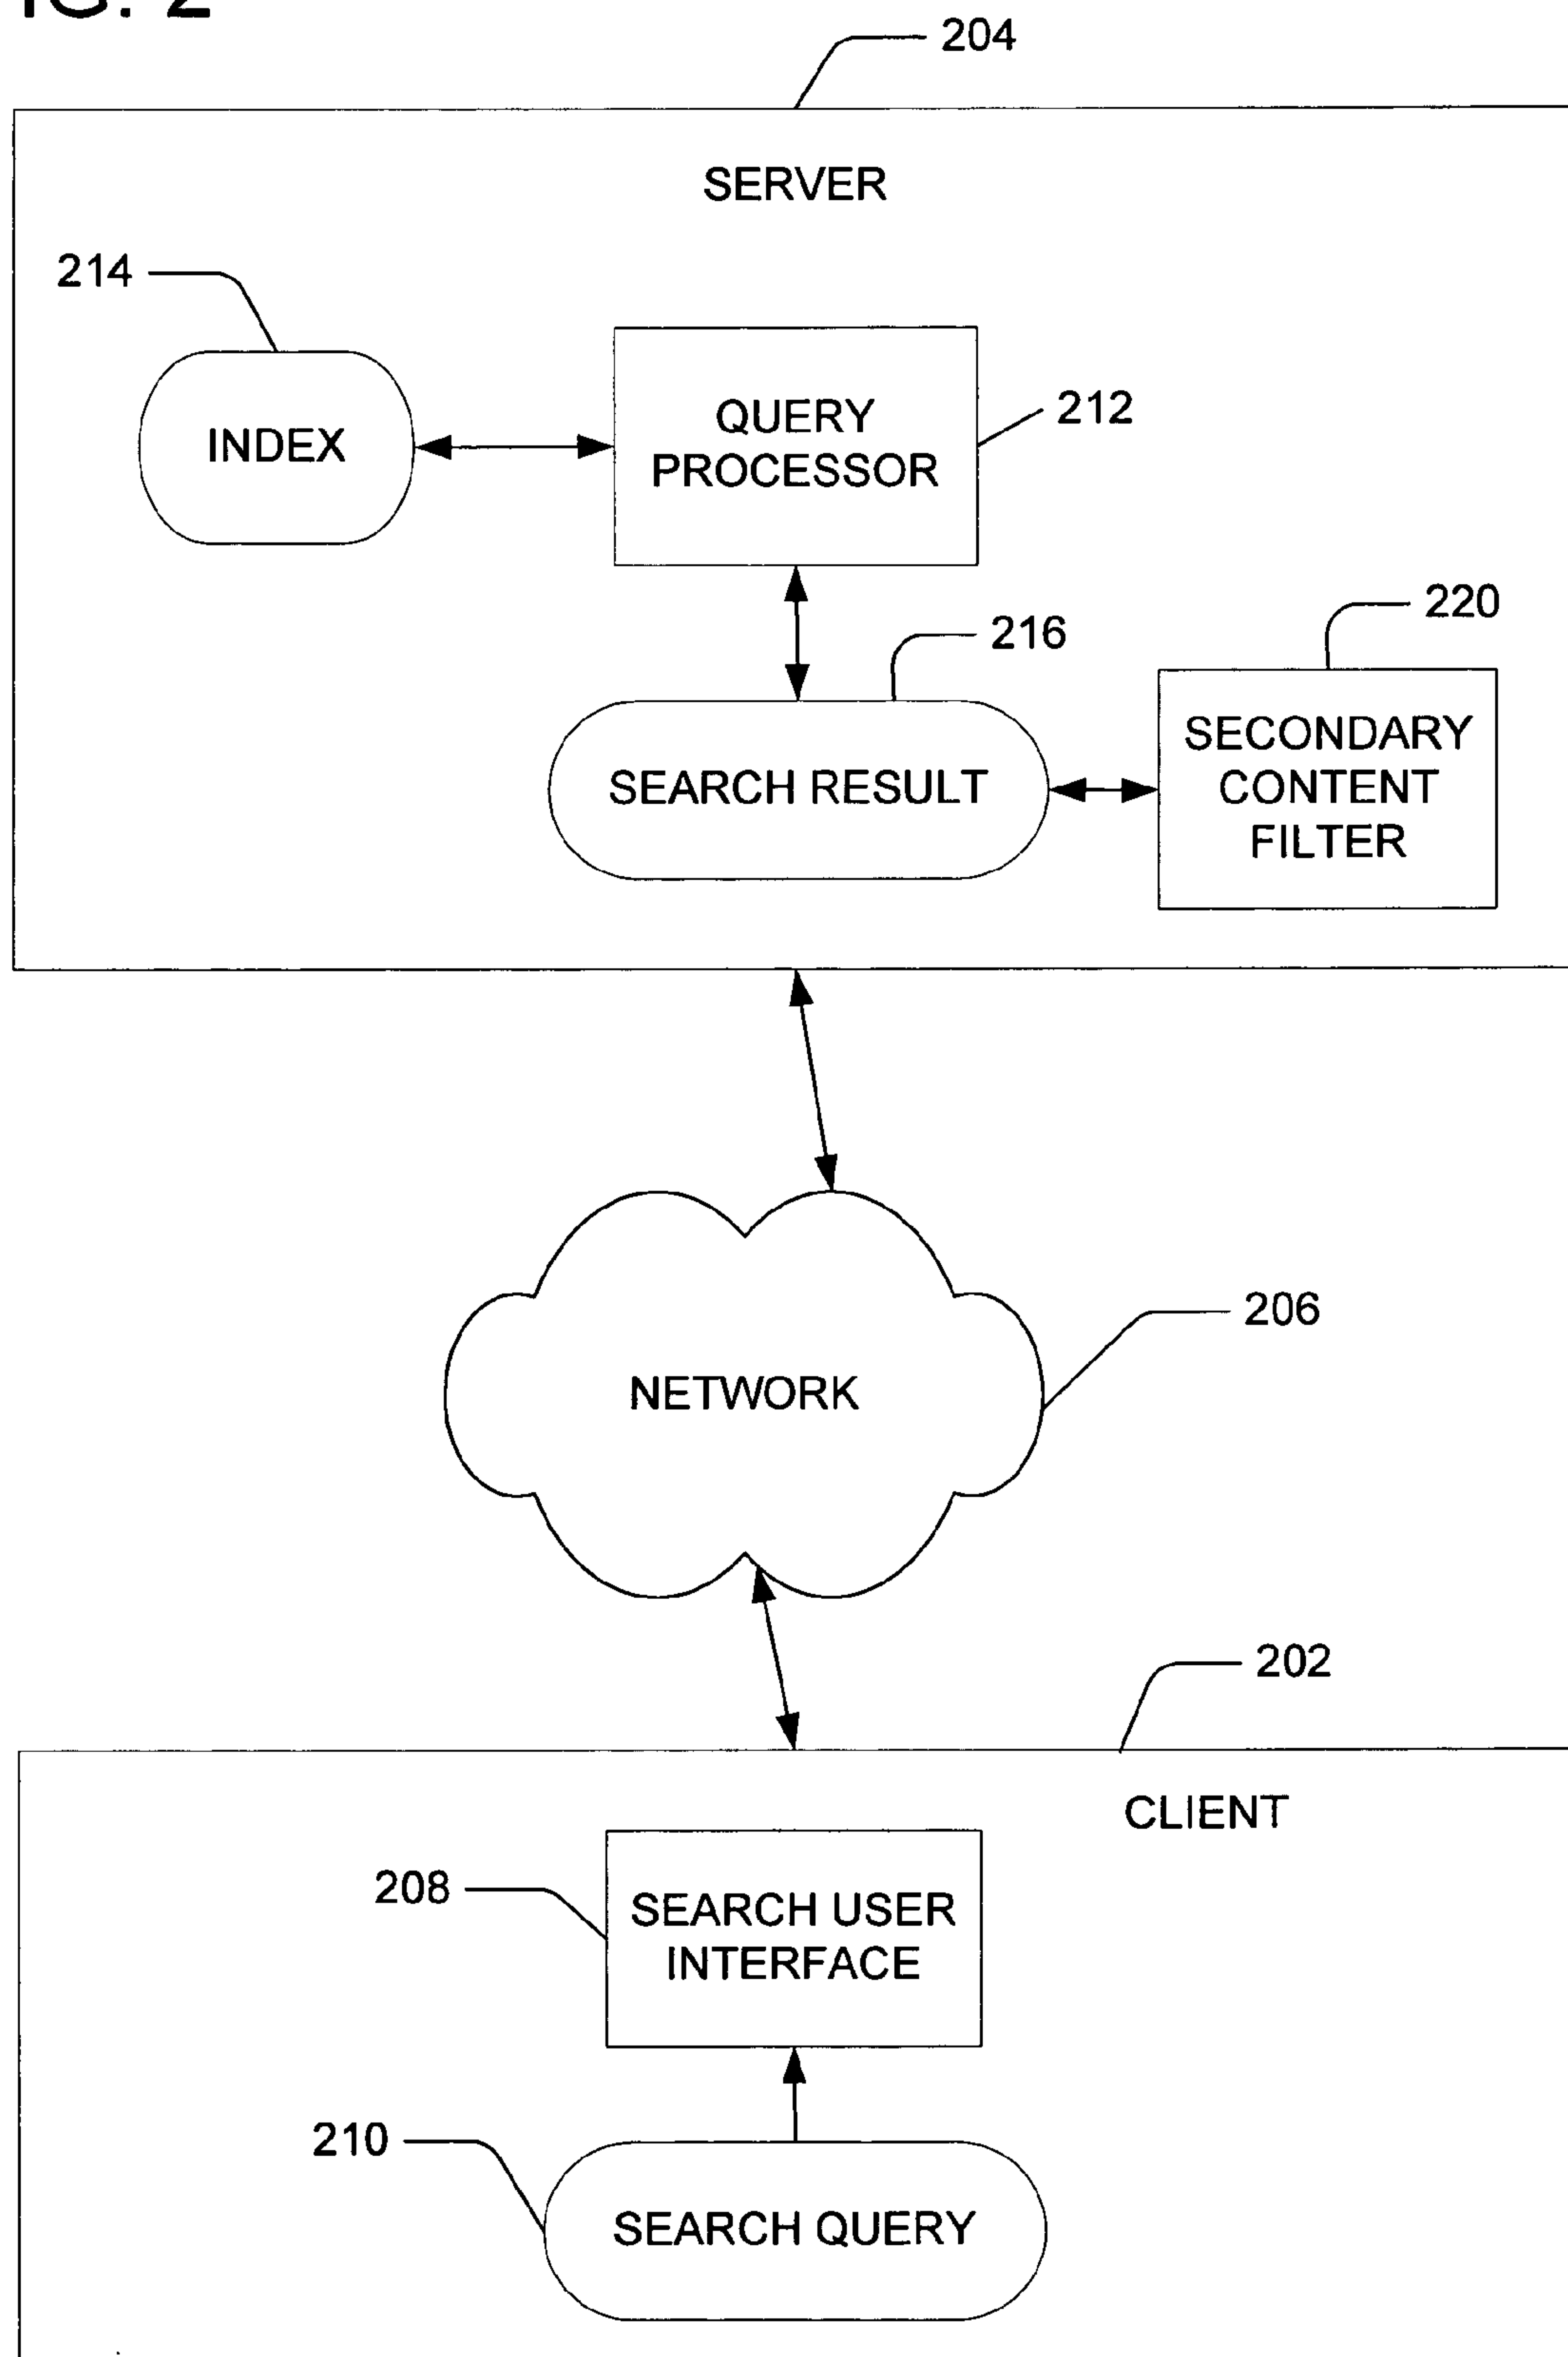 204
SERVER
214
INDEX
QUERY
PROCESSOR
212
216
220
SEARCH RESULT
SECONDARY
CONTENT
FILTER
NETWORK
206
202
CLIENT
208
SEARCH USER
INTERFACE
210
SEARCH QUERY